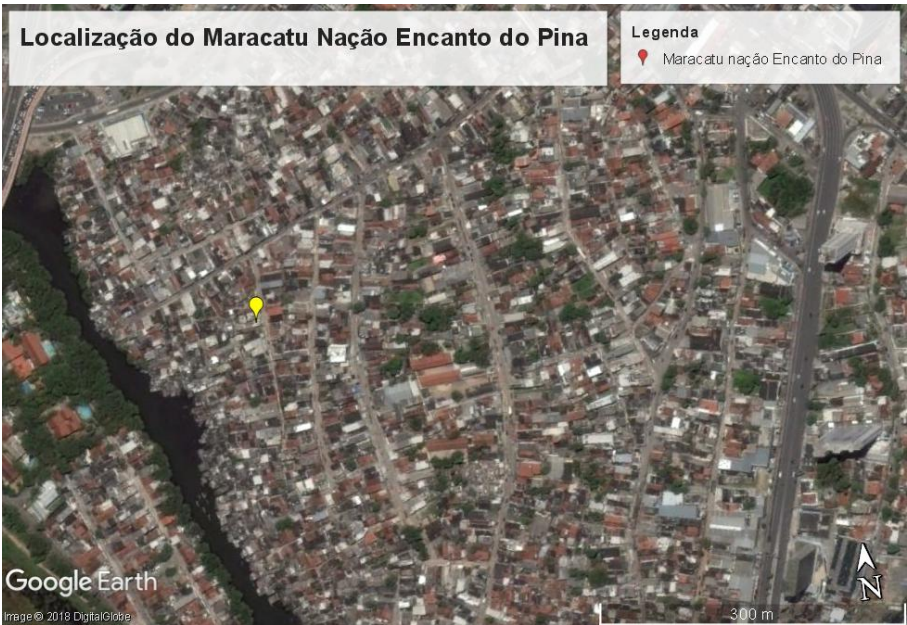 Localização do Maracatu Nação Encanto do Pina
Legenda
Maracatu nação Encanto do Pina
Google Earth
Image © 2018 DigitalGlobe
N
300 m